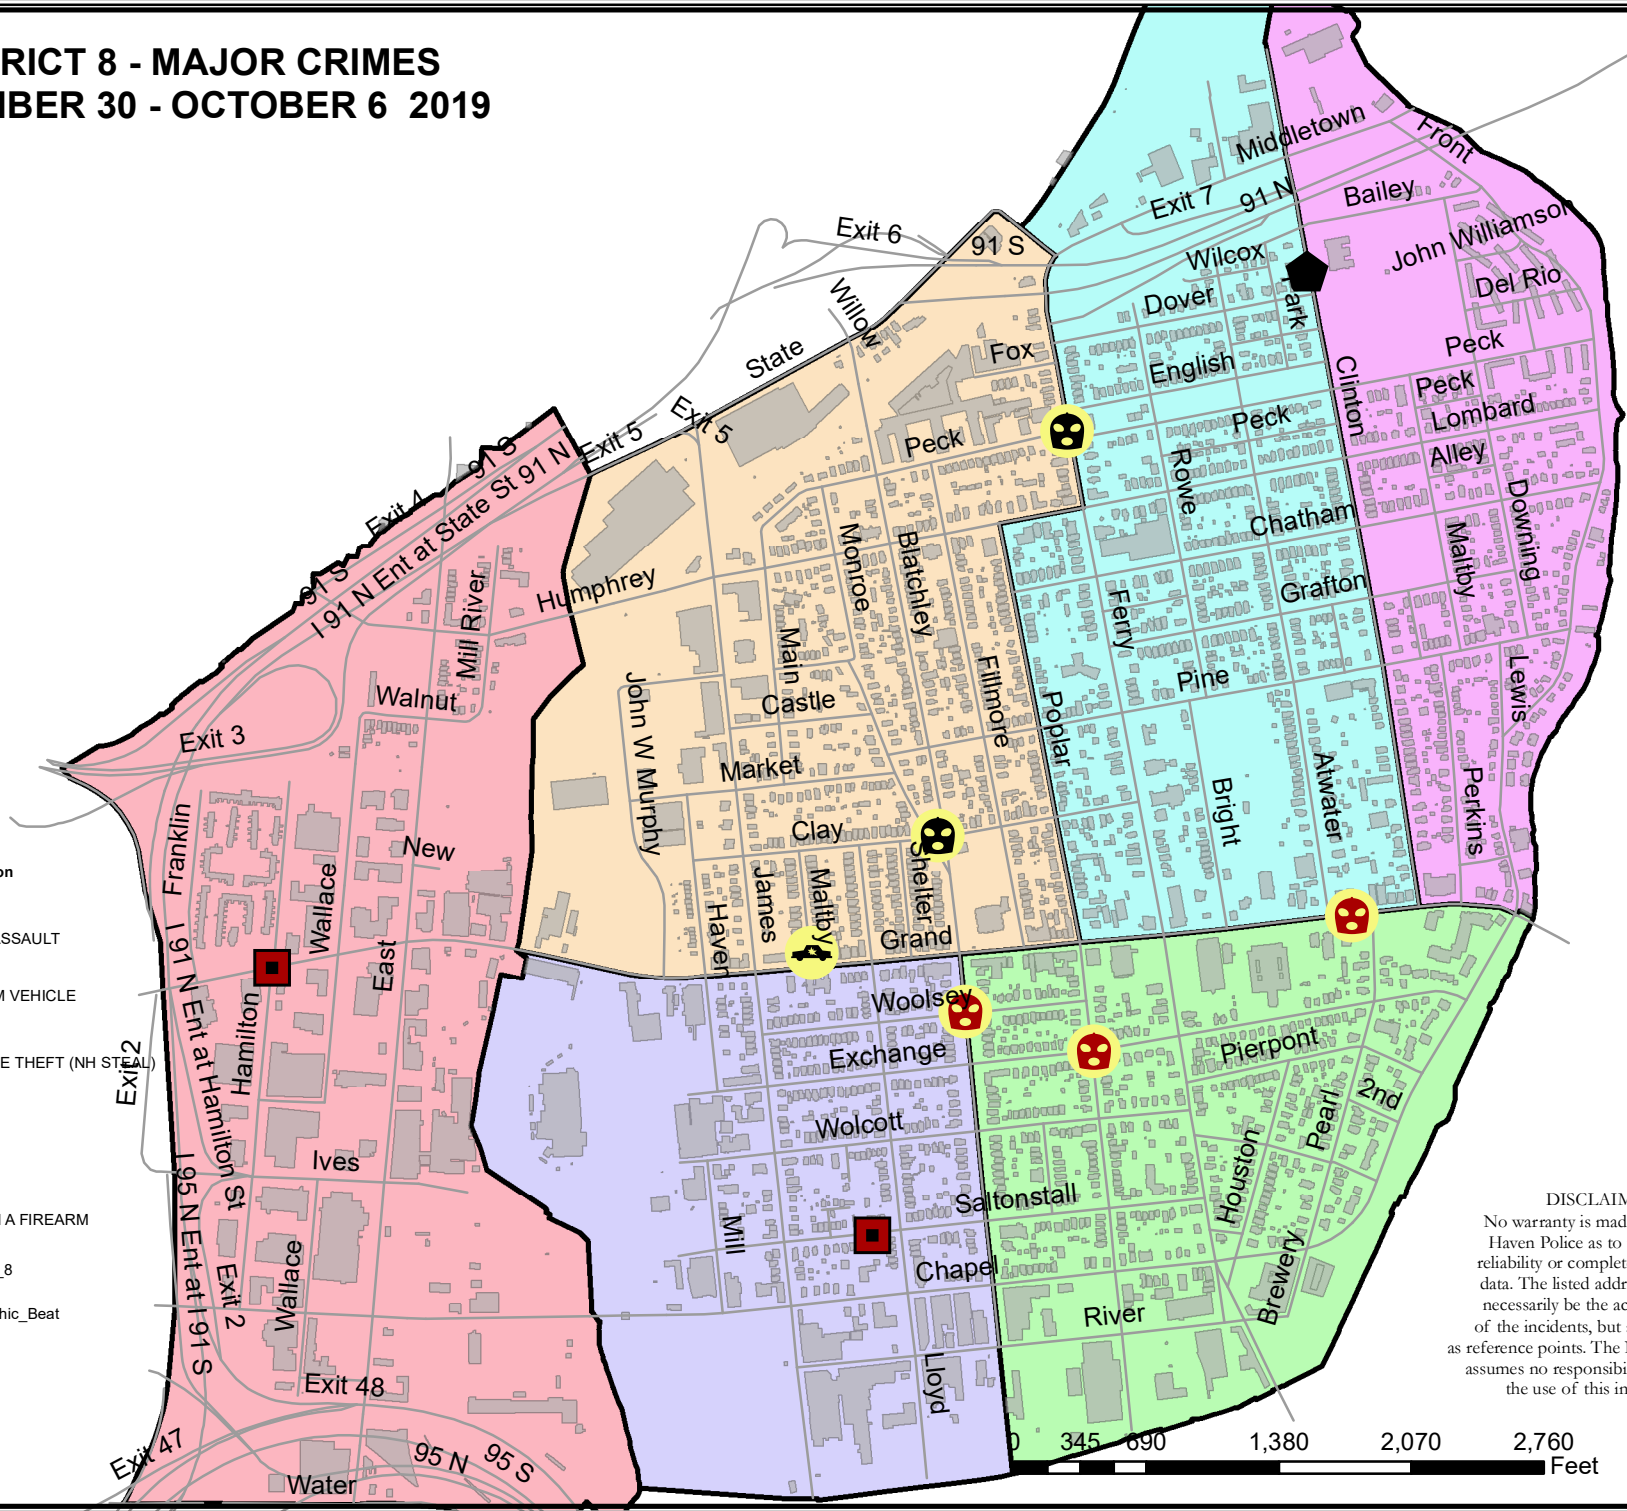 RICT 8 - MAJOR CRIMES
MBER 30 - OCTOBER 6 2019
Middletown
Front
Exit 7
91 N
Bailey
John Williamson
Exit 6
91 S
Wilcox
Park
Del Rio
Dover
Willow
State
Fox
English
Clinton
Peck
Peck
Exit 5
Exit 5
Peck
Peck
Lombard
Alley
91 S
91 N
Exit 4
I 91 N Ent at State St
Rowe
Chatham
Downing
Maltby
Monroe
Blatchley
91 S
Humphrey
Mill River
Grafton
Ferry
Main
Pine
Lewis
Fillmore
Walnut
Castle
John W Murphy
Poplar
Exit 3
Market
Atwater
Bright
Perkins
Franklin
Clay
New
on
Shelter
Wallace
James
Maltby
Haven
Grand
ASSAULT
East
I 91 N Ent at Hamilton St
M VEHICLE
Hamilton
Woolsey
Exchange
Pierpont
E THEFT (NH STEAL)
Exit 2
2nd
Pearl
Wolcott
Houston
Ives
I 95 N Ent at I 91 S
Saltonstall
Mill
N A FIREARM
DISCLAIM
No warranty is mad
Haven Police as to
reliability or complet
data. The listed addr
necessarily be the ac
of the incidents, but
as reference points. The
assumes no responsibi
the use of this in
_8
Chapel
Exit 2
Wallace
Brewery
hic_Beat
River
Lloyd
Exit 48
Exit 47
95 N
95 S
Water
0 345 690 1,380 2,070 2,760
Feet